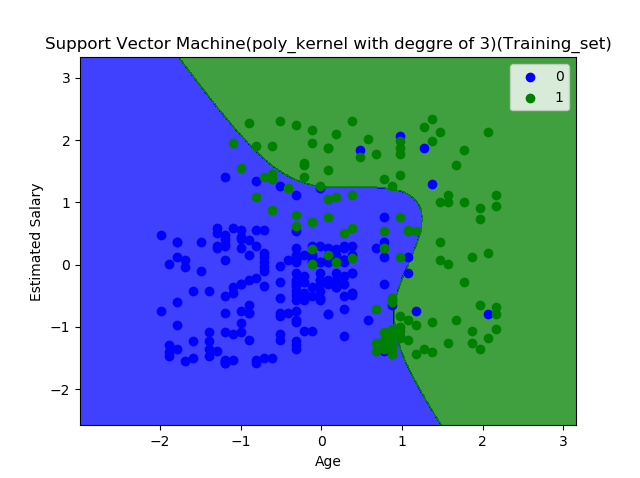 Support Vector Machine(poly_kernel with deggre of 3)(Training_set)
0
1
3
2
1
0
−1
−2
Estimated Salary
−2 −1 0 1 2 3
Age